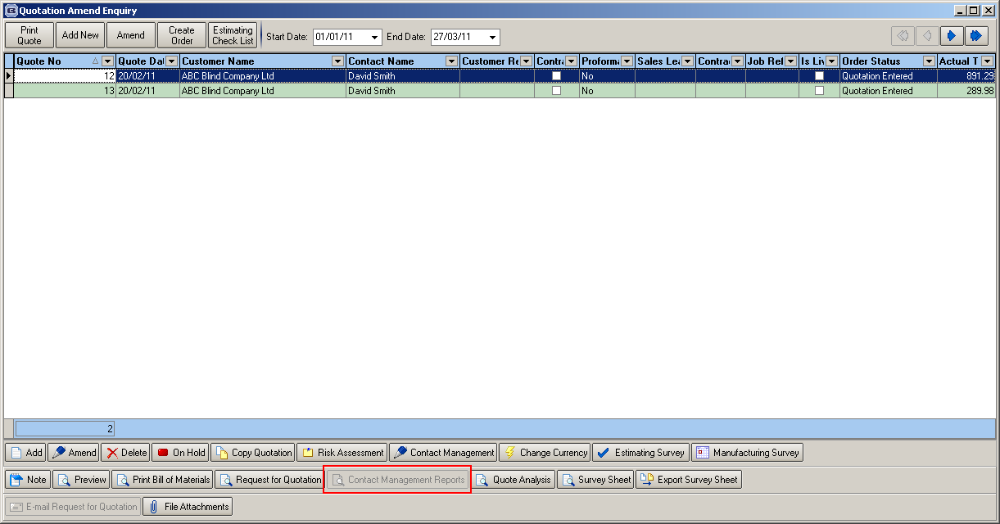 Quotation Amend Enquiry
Print Quote Add New Amend Create Order Estimating Check List Start Date: 01/01/11 End Date: 27/03/11
Quote No Quote Dat Customer Name Contact Name Customer Re Contra Proforma Sales Lea Contra Job Ref Is Liv Order Status Actual T
12 20/02/11 ABC Blind Company Ltd David Smith No Quotation Entered 891.29
13 20/02/11 ABC Blind Company Ltd David Smith No Quotation Entered 289.98
2
Add Amend Delete On Hold Copy Quotation Risk Assessment Contact Management Change Currency Estimating Survey Manufacturing Survey
Note Preview Print Bill of Materials Request for Quotation Contact Management Reports Quote Analysis Survey Sheet Export Survey Sheet
E-mail Request for Quotation File Attachments